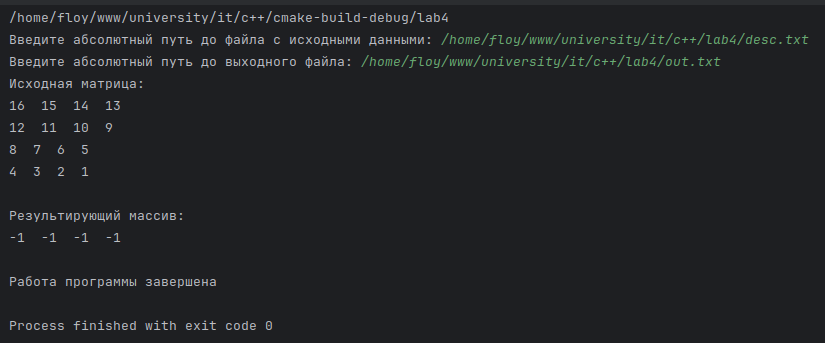 /home/floy/www/university/it/c++/cmake-build-debug/lab4
Введите абсолютный путь до файла с исходными данными: /home/floy/www/university/it/c++/lab4/desc.txt
Введите абсолютный путь до выходного файла: /home/floy/www/university/it/c++/lab4/out.txt
Исходная матрица:
16  15  14  13
12  11  10  9
8  7  6  5
4  3  2  1
Результирующий массив:
-1  -1  -1  -1
Работа программы завершена
Process finished with exit code 0